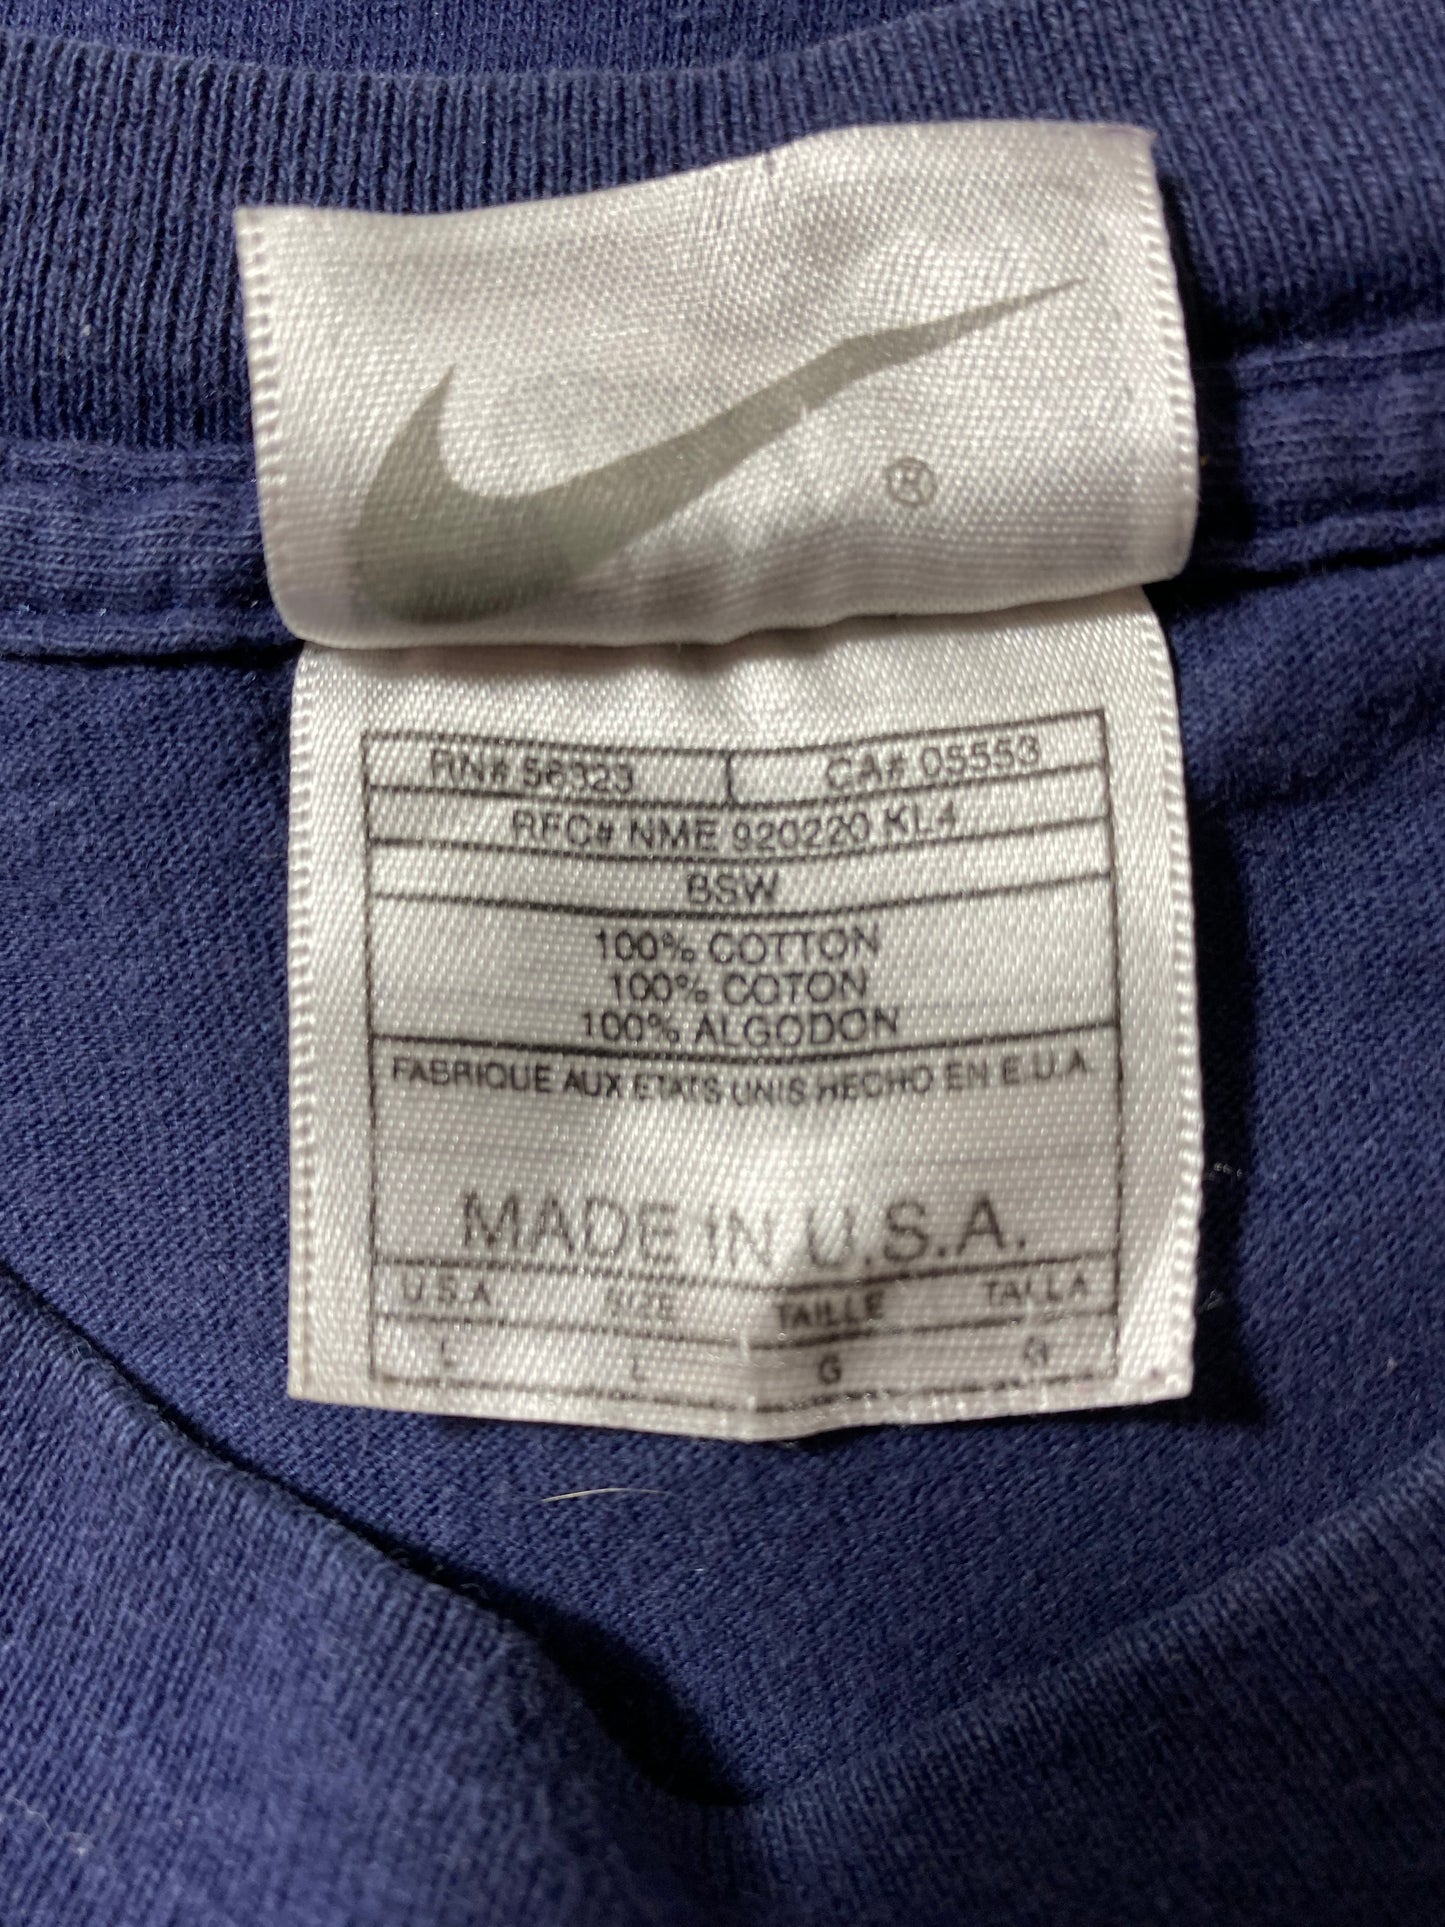 ®
RN# 56323 CA# 05553
RFC# NME 920220 KL4
BSW
100% COTTON
100% COTON
100% ALGODON
FABRIQUE AUX ETATS UNIS HECHO EN E.U.A.
MADE IN U.S.A.
U.S.A SIZE TAILLE TALLA
L L G G